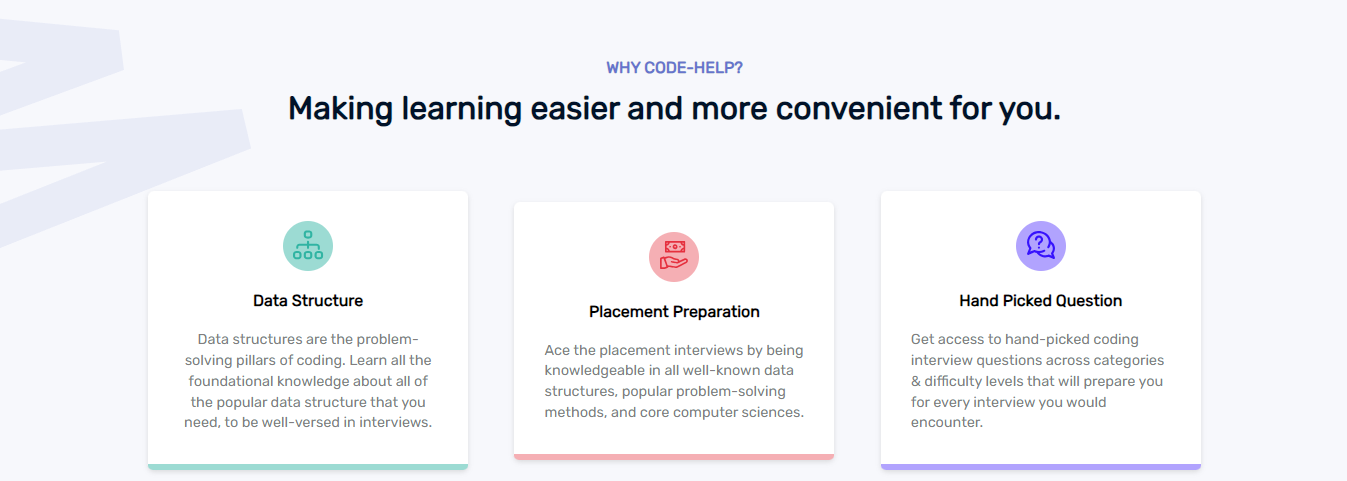 WHY CODE-HELP?
Making learning easier and more convenient for you.
Data Structure
Data structures are the problem-
solving pillars of coding. Learn all the
foundational knowledge about all of
the popular data structure that you
need, to be well-versed in interviews.
Placement Preparation
Ace the placement interviews by being
knowledgeable in all well-known data
structures, popular problem-solving
methods, and core computer sciences.
Hand Picked Question
Get access to hand-picked coding
interview questions across categories
& difficulty levels that will prepare you
for every interview you would
encounter.